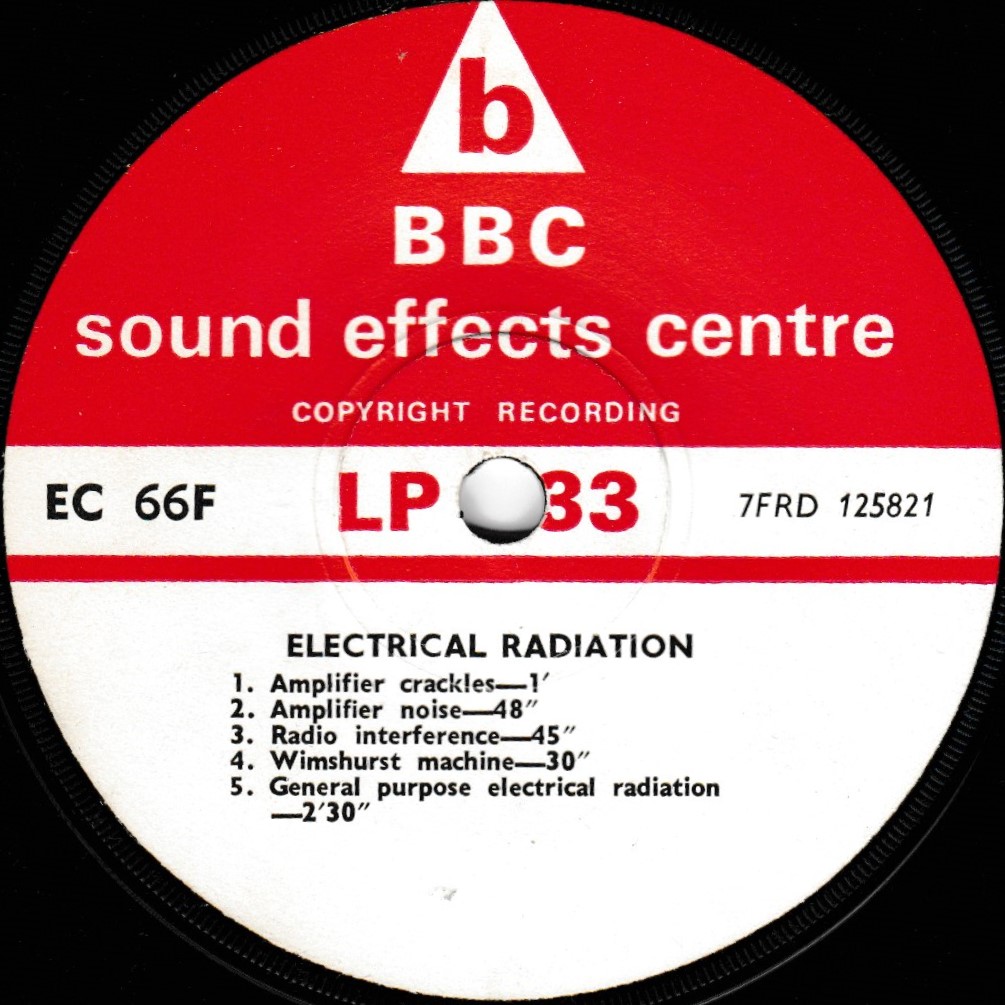 b
BBC
sound effects centre
COPYRIGHT RECORDING
EC 66F LP 33 7FRD 125821
ELECTRICAL RADIATION
1. Amplifier crackles—1′
2. Amplifier noise—48″
3. Radio interference—45″
4. Wimshurst machine—30″
5. General purpose electrical radiation
—2′30″